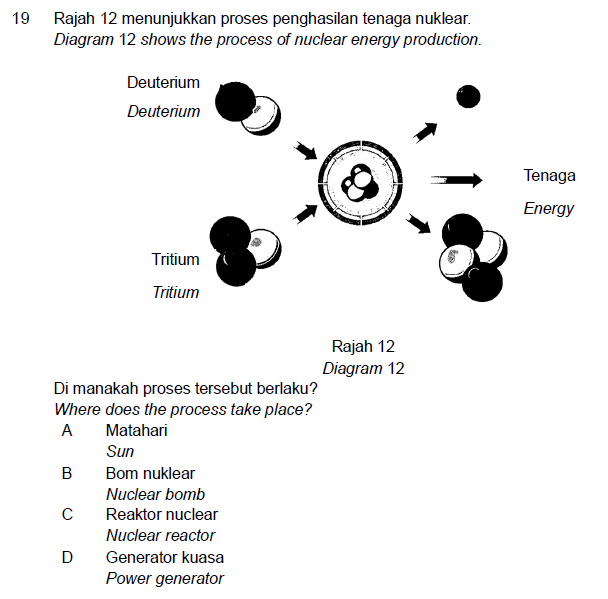 19 Rajah 12 menunjukkan proses penghasilan tenaga nuklear.
Diagram 12 shows the process of nuclear energy production.
Deuterium
Deuterium
Tenaga
Energy
Tritium
Tritium
Rajah 12
Diagram 12
Di manakah proses tersebut berlaku?
Where does the process take place?
A Matahari
Sun
B Bom nuklear
Nuclear bomb
C Reaktor nuclear
Nuclear reactor
D Generator kuasa
Power generator